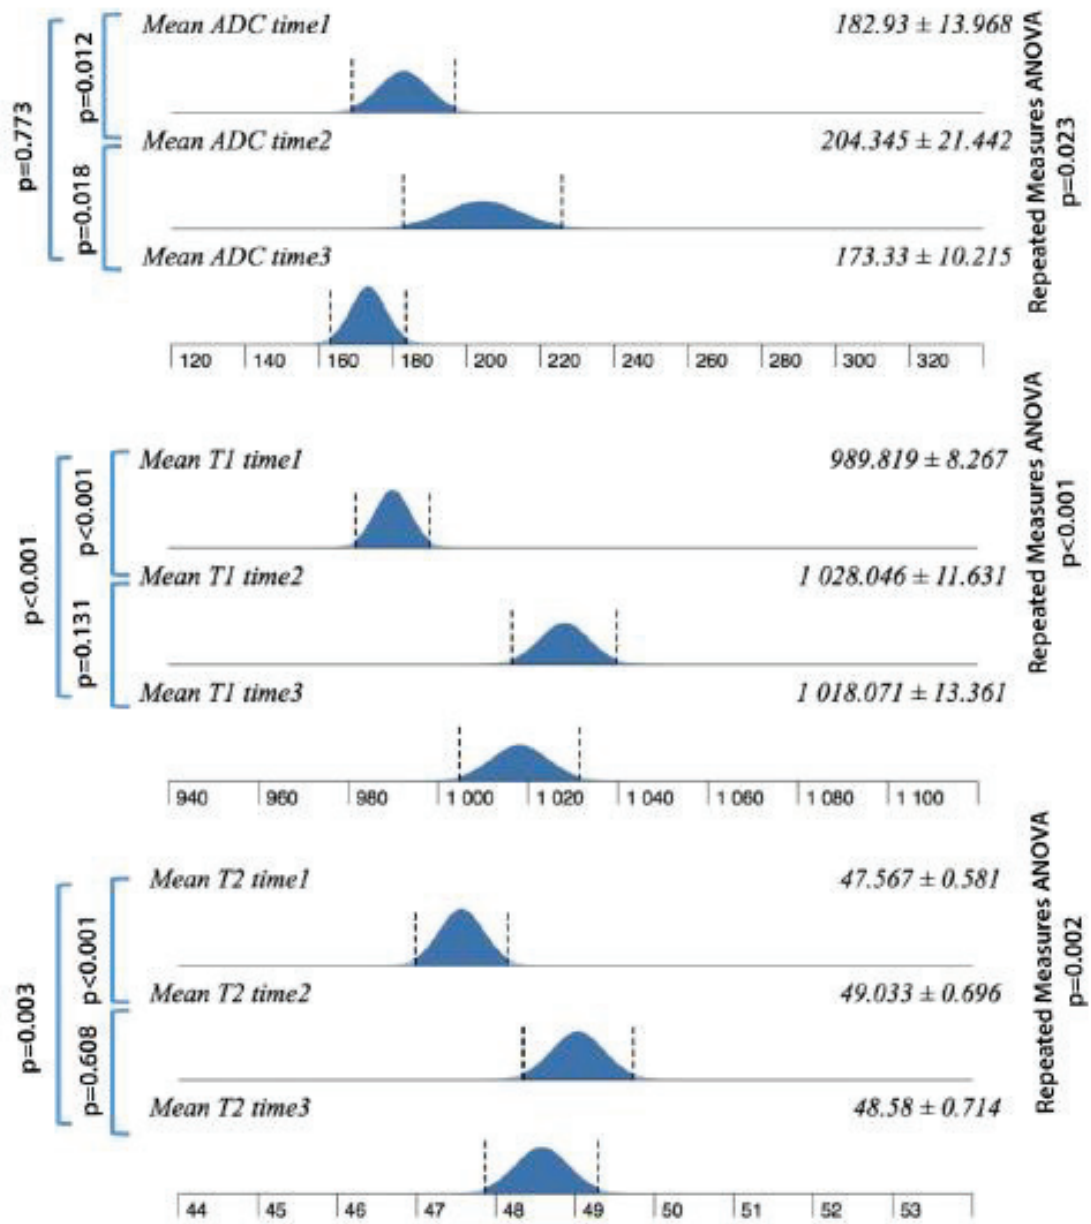 Mean ADC time1 182.93 ± 13.968
p=0.012
p=0.773
Mean ADC time2 204.345 ± 21.442
p=0.018
Mean ADC time3 173.33 ± 10.215
Repeated Measures ANOVA
p=0.023
120 140 160 180 200 220 240 260 280 300 320
Mean T1 time1 989.819 ± 8.267
p<0.001
p<0.001
Mean T1 time2 1 028.046 ± 11.631
p=0.131
Mean T1 time3 1 018.071 ± 13.361
Repeated Measures ANOVA
p<0.001
940 960 980 1 000 1 020 1 040 1 060 1 080 1 100
Mean T2 time1 47.567 ± 0.581
p<0.001
p=0.003
Mean T2 time2 49.033 ± 0.696
p=0.608
Mean T2 time3 48.58 ± 0.714
Repeated Measures ANOVA
p=0.002
44 45 46 47 48 49 50 51 52 53